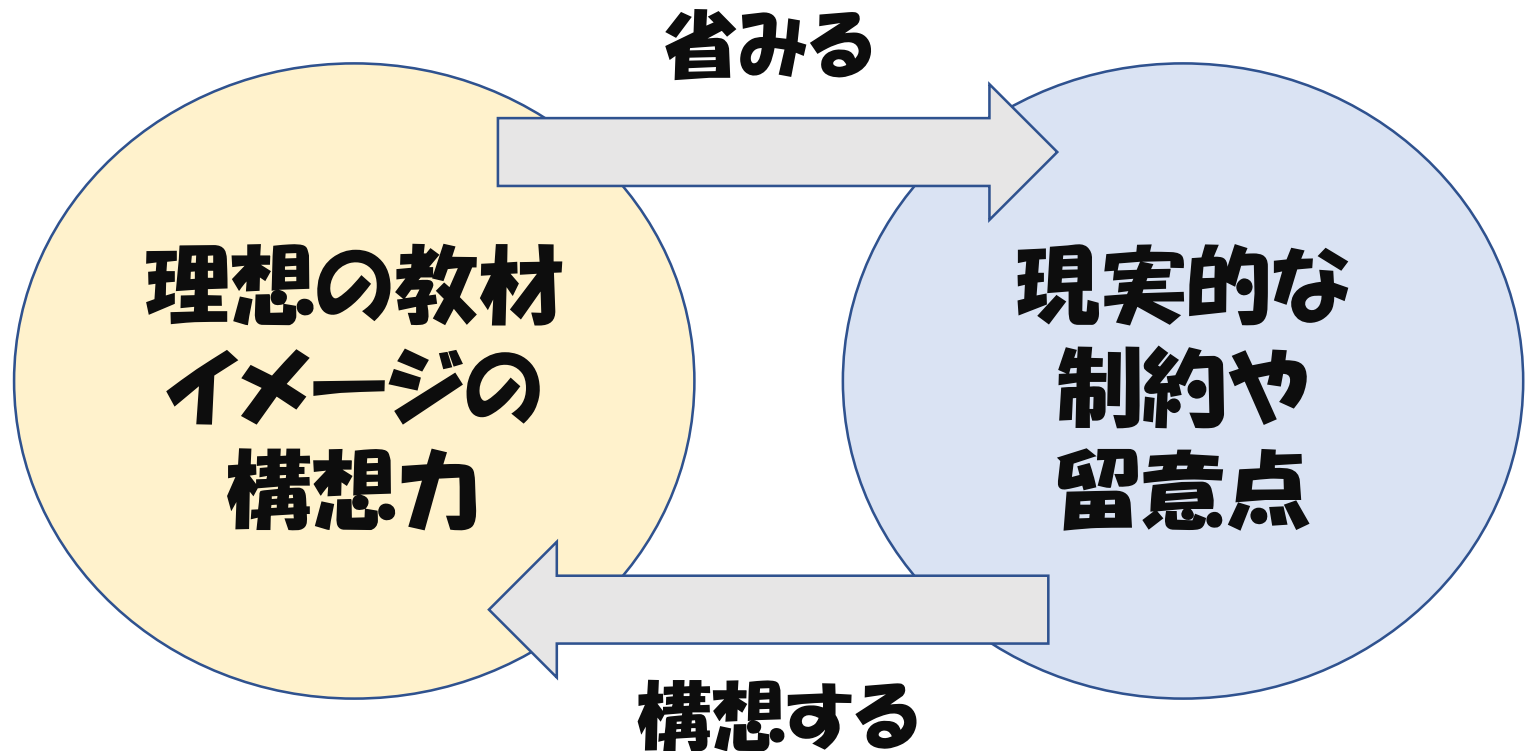 省みる
理想の教材
イメージの
構想力
現実的な
制約や
留意点
構想する